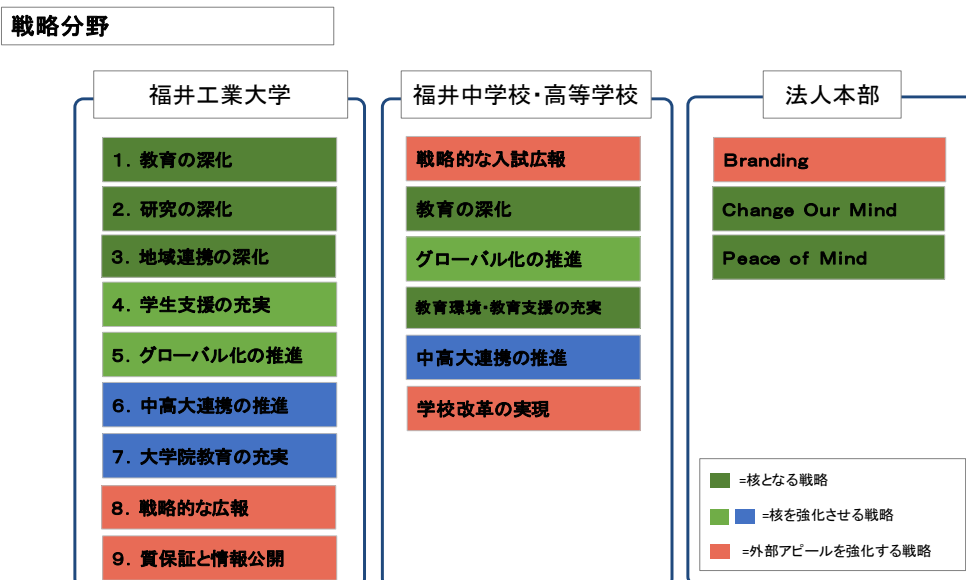 戦略分野
福井工業大学
1. 教育の深化
2. 研究の深化
3. 地域連携の深化
4. 学生支援の充実
5. グローバル化の推進
6. 中高大連携の推進
7. 大学院教育の充実
8. 戦略的な広報
9. 質保証と情報公開
福井中学校・高等学校
戦略的な入試広報
教育の深化
グローバル化の推進
教育環境・教育支援の充実
中高大連携の推進
学校改革の実現
法人本部
Branding
Change Our Mind
Peace of Mind
=核となる戦略
=核を強化させる戦略
=外部アピールを強化する戦略